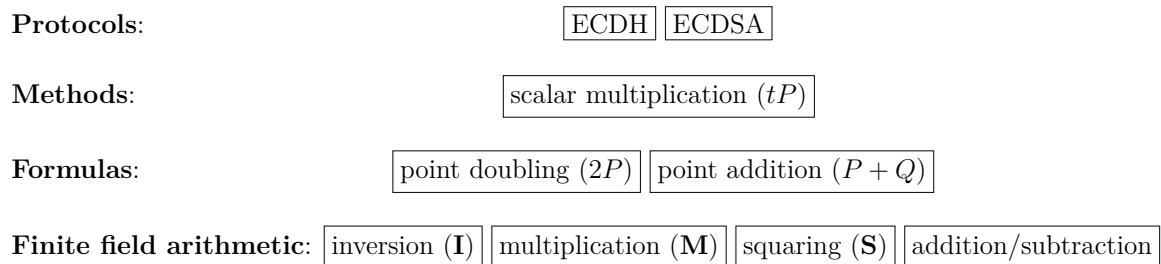 Protocols: ECDH ECDSA
Methods: scalar multiplication (tP)
Formulas: point doubling (2P) point addition (P + Q)
Finite field arithmetic: inversion (I) multiplication (M) squaring (S) addition/subtraction